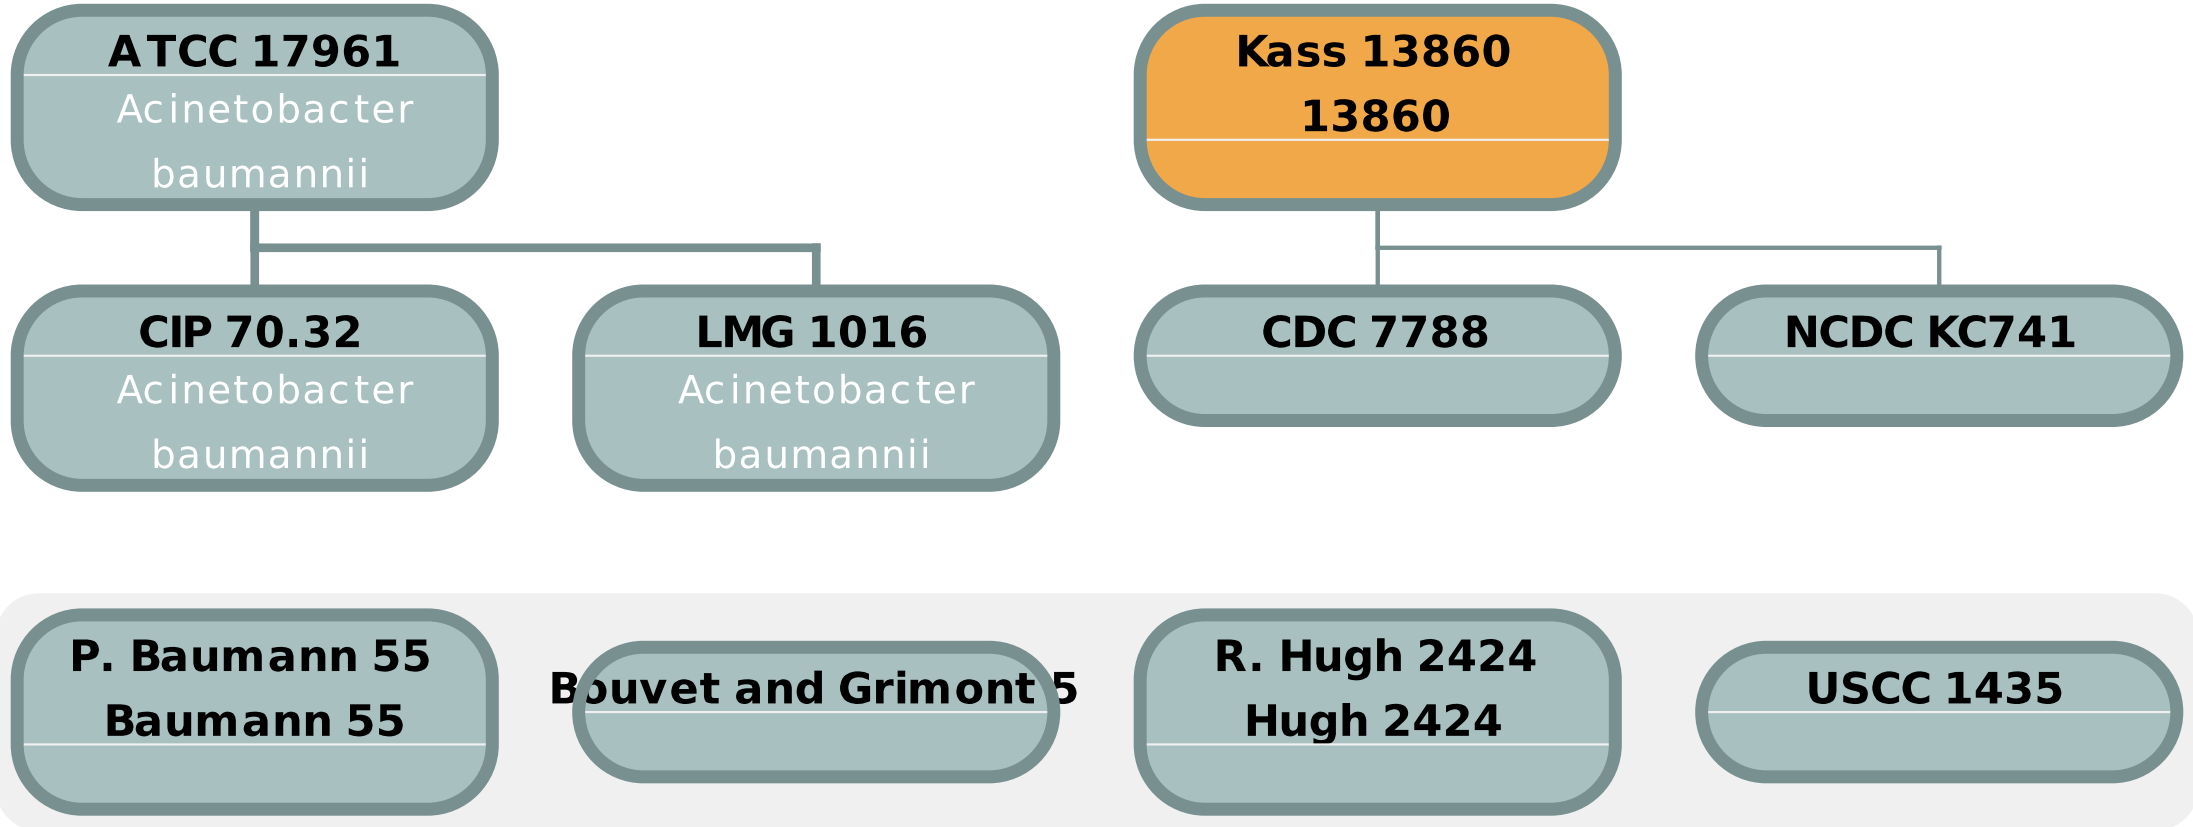 ATCC 17961
Acinetobacter
baumannii
Kass 13860
13860
CIP 70.32
Acinetobacter
baumannii
LMG 1016
Acinetobacter
baumannii
CDC 7788
NCDC KC741
P. Baumann 55
Baumann 55
Bouvet and Grimont 5
R. Hugh 2424
Hugh 2424
USCC 1435